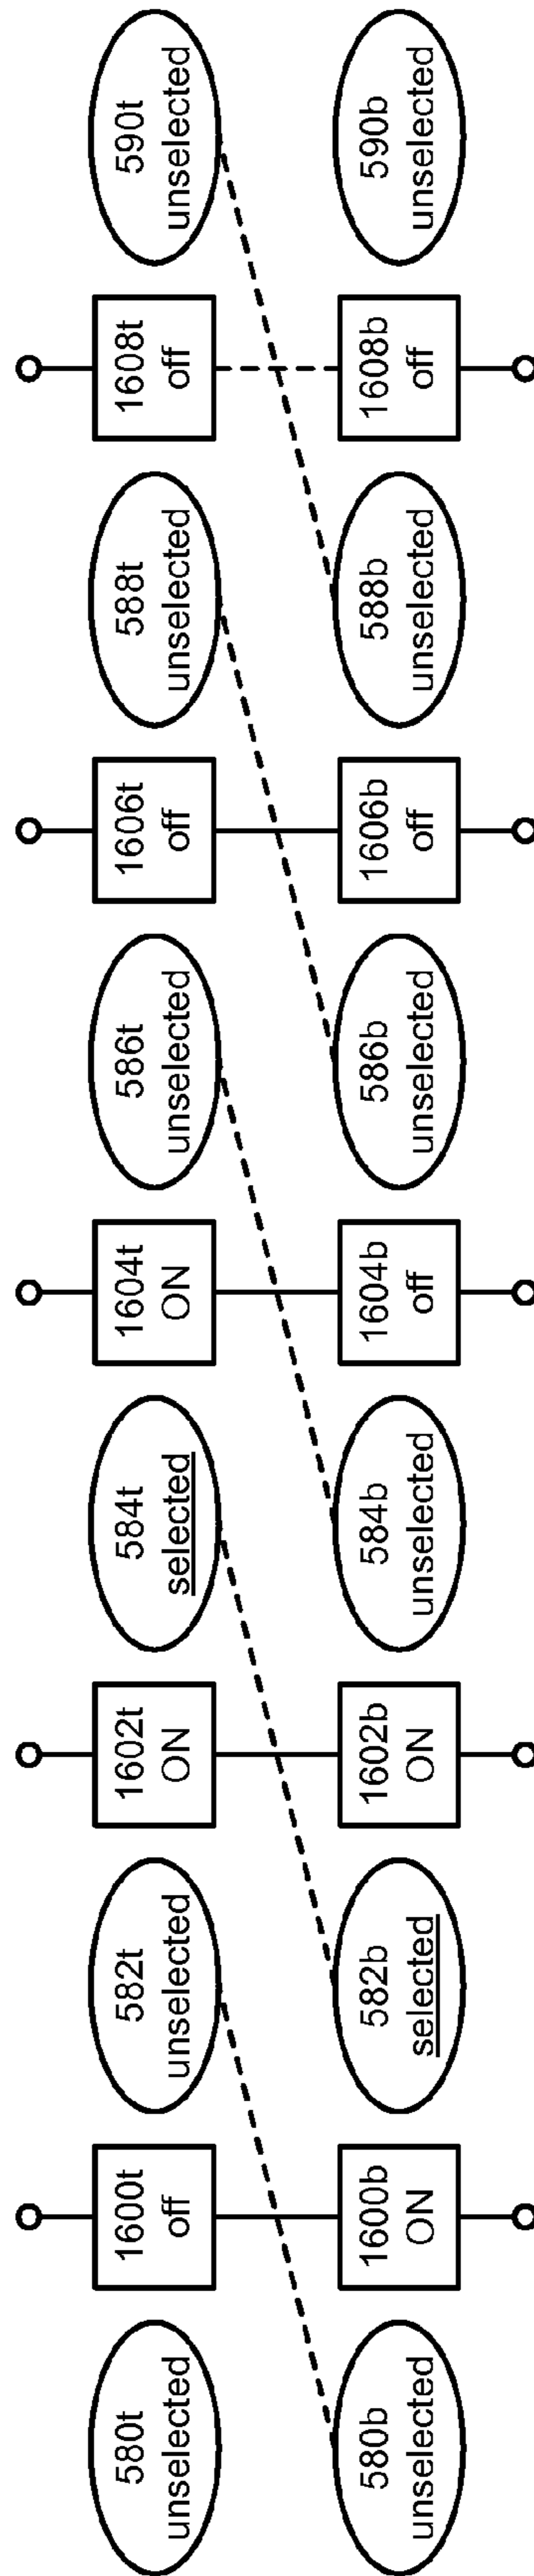 580t
unselected
1600t
off
582t
unselected
1602t
ON
584t
selected
1604t
ON
586t
unselected
1606t
off
588t
unselected
1608t
off
590t
unselected
580b
unselected
1600b
ON
582b
selected
1602b
ON
584b
unselected
1604b
off
586b
unselected
1606b
off
588b
unselected
1608b
off
590b
unselected